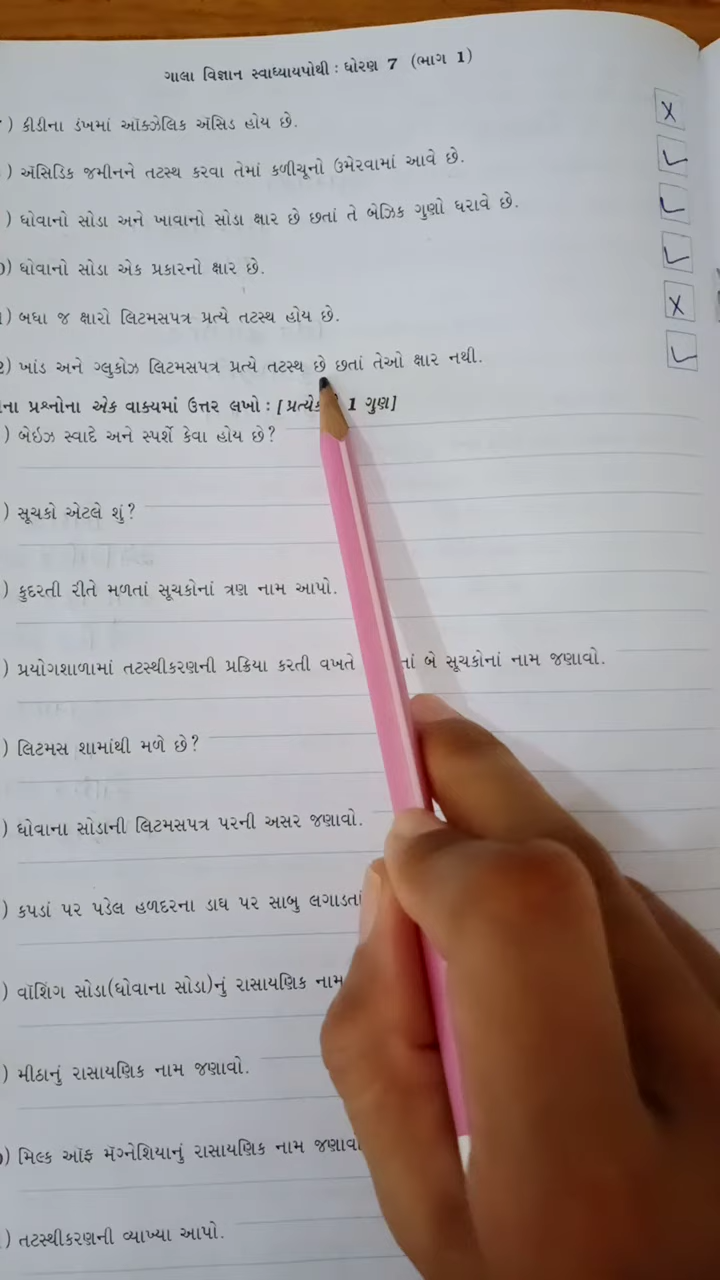 ગાલા વિજ્ઞાન સ્વાધ્યાયપોથી : ધોરણ 7 (ભાગ 1)
) કીડીના ડંખમાં ઑક્ઝેલિક ઍસિડ હોય છે. ✗
) ઍસિડિક જમીનને તટસ્થ કરવા તેમાં કળીચૂનો ઉમેરવામાં આવે છે. ✓
) ધોવાનો સોડા અને ખાવાનો સોડા ક્ષાર છે છતાં તે બેઝિક ગુણો ધરાવે છે. ✓
) ધોવાનો સોડા એક પ્રકારનો ક્ષાર છે. ✓
) બધા જ ક્ષારો લિટમસપત્ર પ્રત્યે તટસ્થ હોય છે. ✗
) ખાંડ અને ગ્લુકોઝ લિટમસપત્ર પ્રત્યે તટસ્થ છે છતાં તેઓ ક્ષાર નથી. ✓
ના પ્રશ્નોના એક વાક્યમાં ઉત્તર લખો : [ 1 ગુણ]
) બેઇઝ સ્વાદે અને સ્પર્શે કેવા હોય છે?
) સૂચકો એટલે શું?
) કુદરતી રીતે મળતાં સૂચકોનાં ત્રણ નામ આપો.
) પ્રયોગશાળામાં તટસ્થીકરણની પ્રક્રિયા કરતી વખતે બે સૂચકોનાં નામ જણાવો.
) લિટમસ શામાંથી મળે છે?
) ધોવાના સોડાની લિટમસપત્ર પરની અસર જણાવો.
) કપડાં પર પડેલ હળદરના ડાઘ પર સાબુ લગાડતાં
) વૉશિંગ સોડા(ધોવાના સોડા)નું રાસાયણિક નામ
) મીઠાનું રાસાયણિક નામ જણાવો.
) મિલ્ક ઑફ મૅગ્નેશિયાનું રાસાયણિક નામ
) તટસ્થીકરણની વ્યાખ્યા આપો.